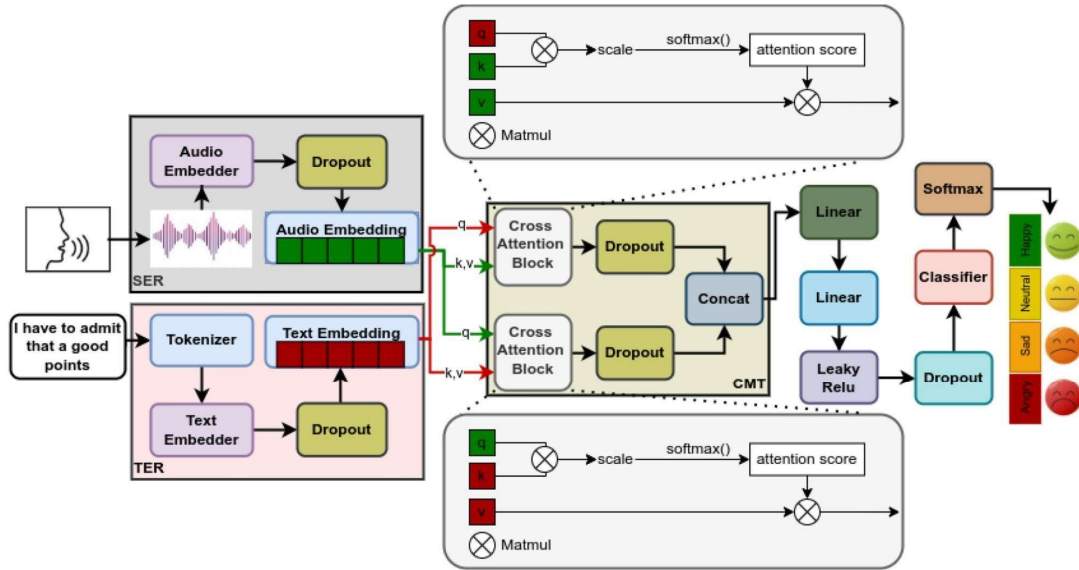 q
k
v
scale
softmax()
attention score
Matmul
Audio
Embedder
Dropout
Audio Embedding
SER
I have to admit
that a good
points
Tokenizer
Text Embedding
Text
Embedder
Dropout
TER
q
k,v
q
k,v
Cross
Attention
Block
Dropout
Cross
Attention
Block
Dropout
Concat
CMT
Linear
Linear
Leaky
Relu
Dropout
Classifier
Softmax
Happy
Neutral
Sad
Angry
q
k
v
scale
softmax()
attention score
Matmul